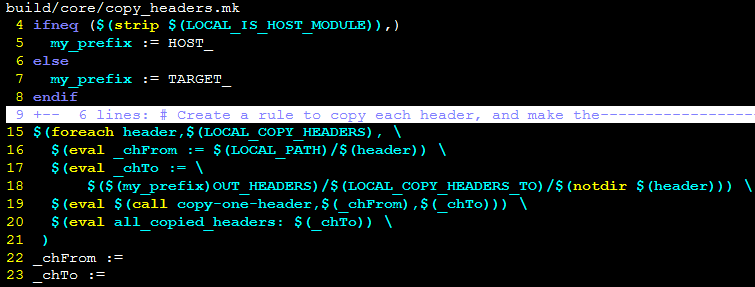 build/core/copy_headers.mk
4 ifneq ($(strip $(LOCAL_IS_HOST_MODULE)),)
5   my_prefix := HOST_
6 else
7   my_prefix := TARGET_
8 endif
9 +--  6 lines: # Create a rule to copy each header, and make the-----------------
15 $(foreach header,$(LOCAL_COPY_HEADERS), \
16   $(eval _chFrom := $(LOCAL_PATH)/$(header)) \
17   $(eval _chTo := \
18       $($(my_prefix)OUT_HEADERS)/$(LOCAL_COPY_HEADERS_TO)/$(notdir $(header))) \
19   $(eval $(call copy-one-header,$(_chFrom),$(_chTo))) \
20   $(eval all_copied_headers: $(_chTo)) \
21  )
22 _chFrom :=
23 _chTo :=